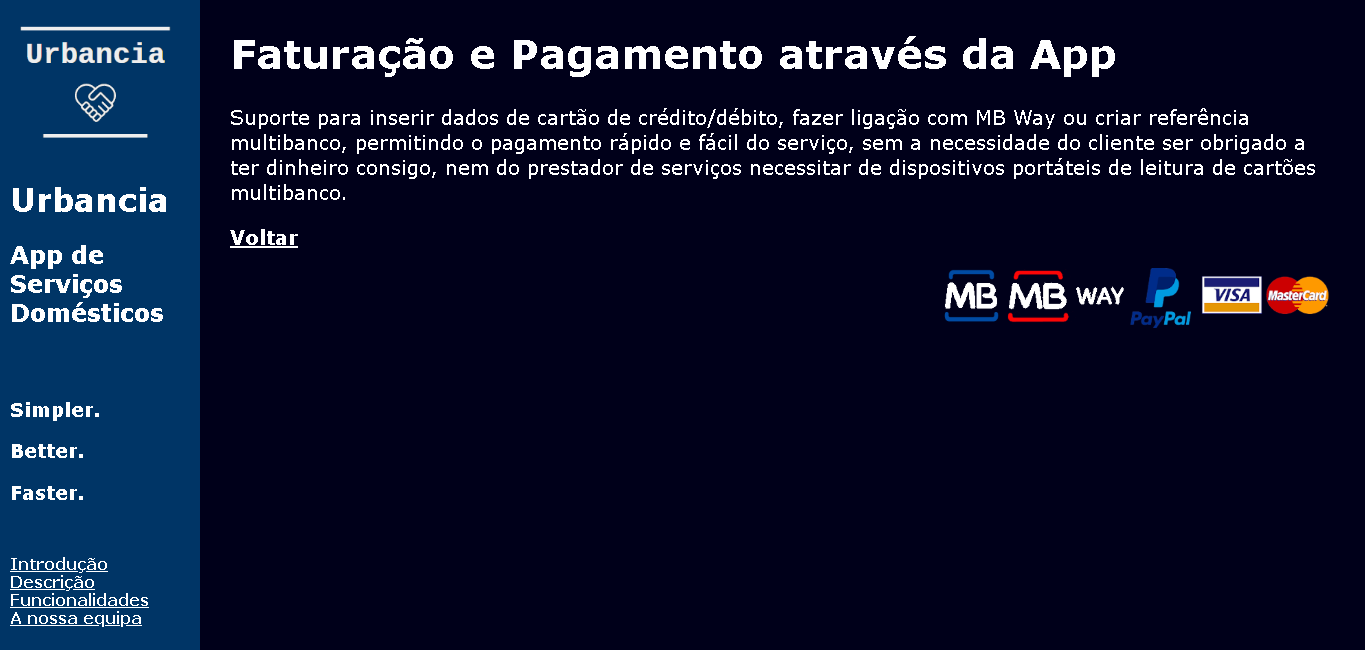 Urbancia
Urbancia
App de
Serviços
Domésticos
Simpler.
Better.
Faster.
Introdução
Descrição
Funcionalidades
A nossa equipa
Faturação e Pagamento através da App
Suporte para inserir dados de cartão de crédito/débito, fazer ligação com MB Way ou criar referência
multibanco, permitindo o pagamento rápido e fácil do serviço, sem a necessidade do cliente ser obrigado a
ter dinheiro consigo, nem do prestador de serviços necessitar de dispositivos portáteis de leitura de cartões
multibanco.
Voltar
MB MB WAY PayPal VISA MasterCard